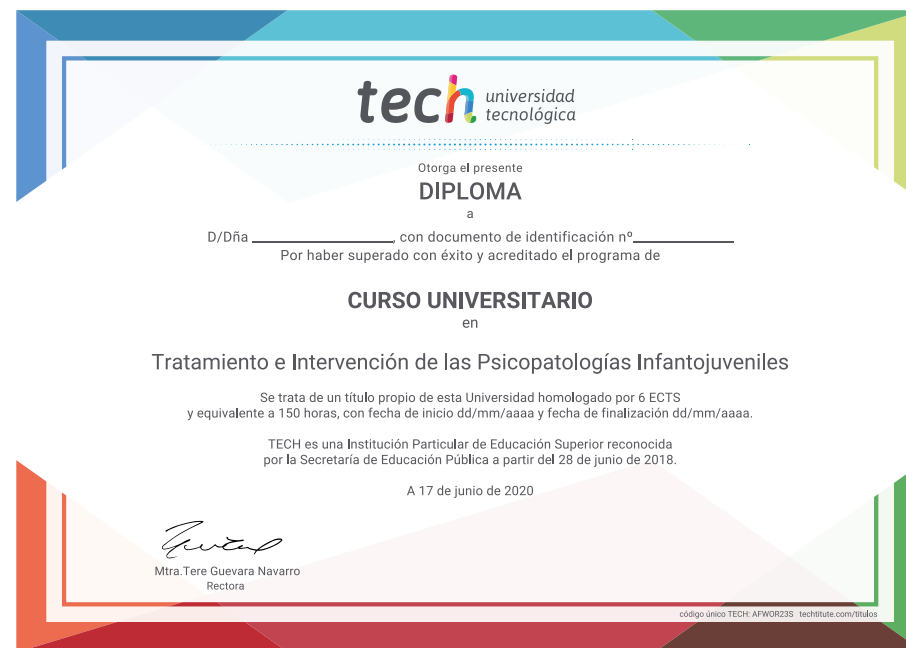 tech universidad
tecnológica
Otorga el presente
DIPLOMA
a
D/Dña ____________________, con documento de identificación nº______________
Por haber superado con éxito y acreditado el programa de
CURSO UNIVERSITARIO
en
Tratamiento e Intervención de las Psicopatologías Infantojuveniles
Se trata de un título propio de esta Universidad homologado por 6 ECTS
y equivalente a 150 horas, con fecha de inicio dd/mm/aaaa y fecha de finalización dd/mm/aaaa.
TECH es una Institución Particular de Educación Superior reconocida
por la Secretaría de Educación Pública a partir del 28 de junio de 2018.
A 17 de junio de 2020
Mtra.Tere Guevara Navarro
Rectora
código único TECH: AFWOR23S techtitute.com/titulos